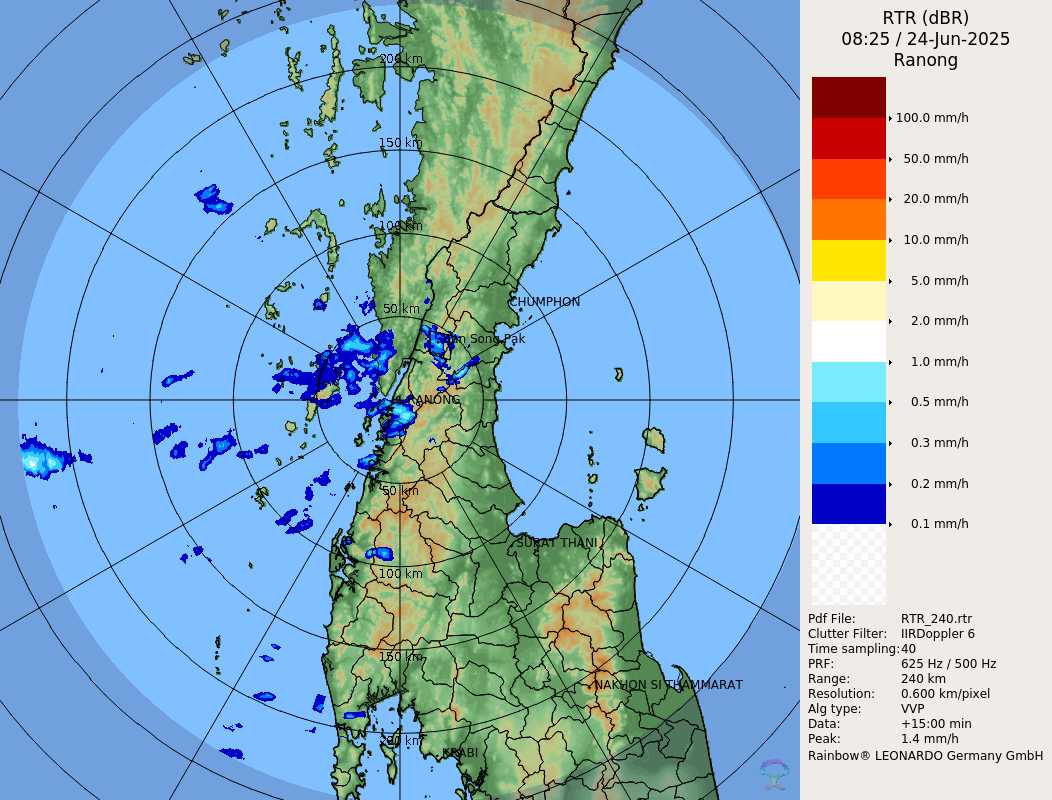 RTR (dBR)
08:25 / 24-Jun-2025
Ranong
100.0 mm/h
50.0 mm/h
20.0 mm/h
10.0 mm/h
5.0 mm/h
2.0 mm/h
1.0 mm/h
0.5 mm/h
0.3 mm/h
0.2 mm/h
0.1 mm/h
Pdf File: RTR_240.rtr
Clutter Filter: IIRDoppler 6
Time sampling:40
PRF: 625 Hz / 500 Hz
Range: 240 km
Resolution: 0.600 km/pixel
Alg type: VVP
Data: +15:00 min
Peak: 1.4 mm/h
Rainbow® LEONARDO Germany GmbH
200 km
150 km
100 km
50 km
CHUMPHON
Song Pak
RANONG
50 km
SURAT THANI
100 km
150 km
NAKHON SI THAMMARAT
200 km
KRABI